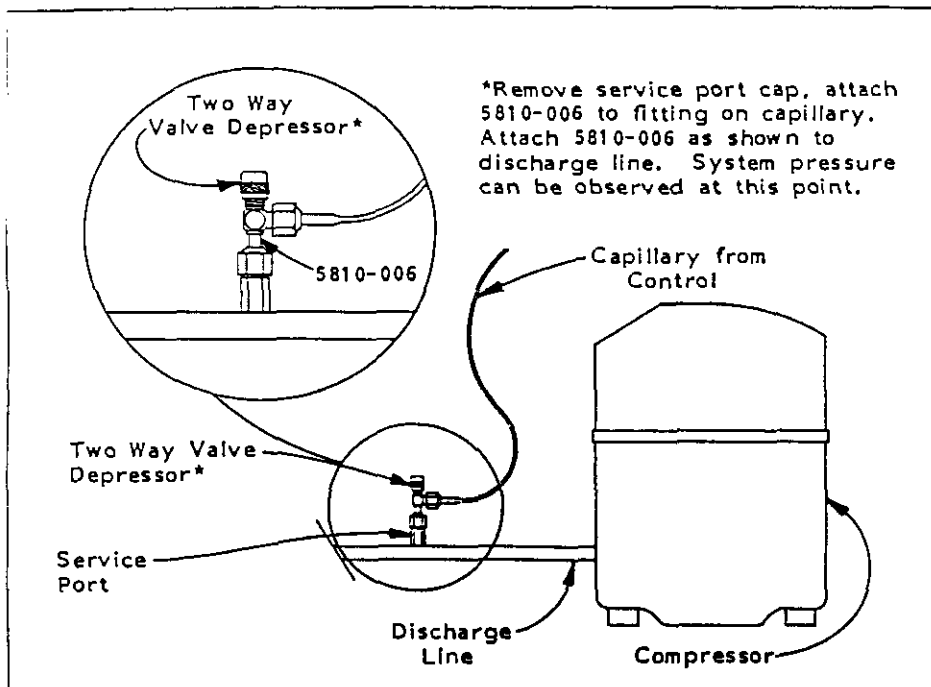 Two Way
Valve Depressor*
*Remove service port cap, attach
5810-006 to fitting on capillary.
Attach 5810-006 as shown to
discharge line. System pressure
can be observed at this point.
5810-006
Capillary from
Control
Two Way Valve
Depressor*
Service
Port
Discharge
Line
Compressor